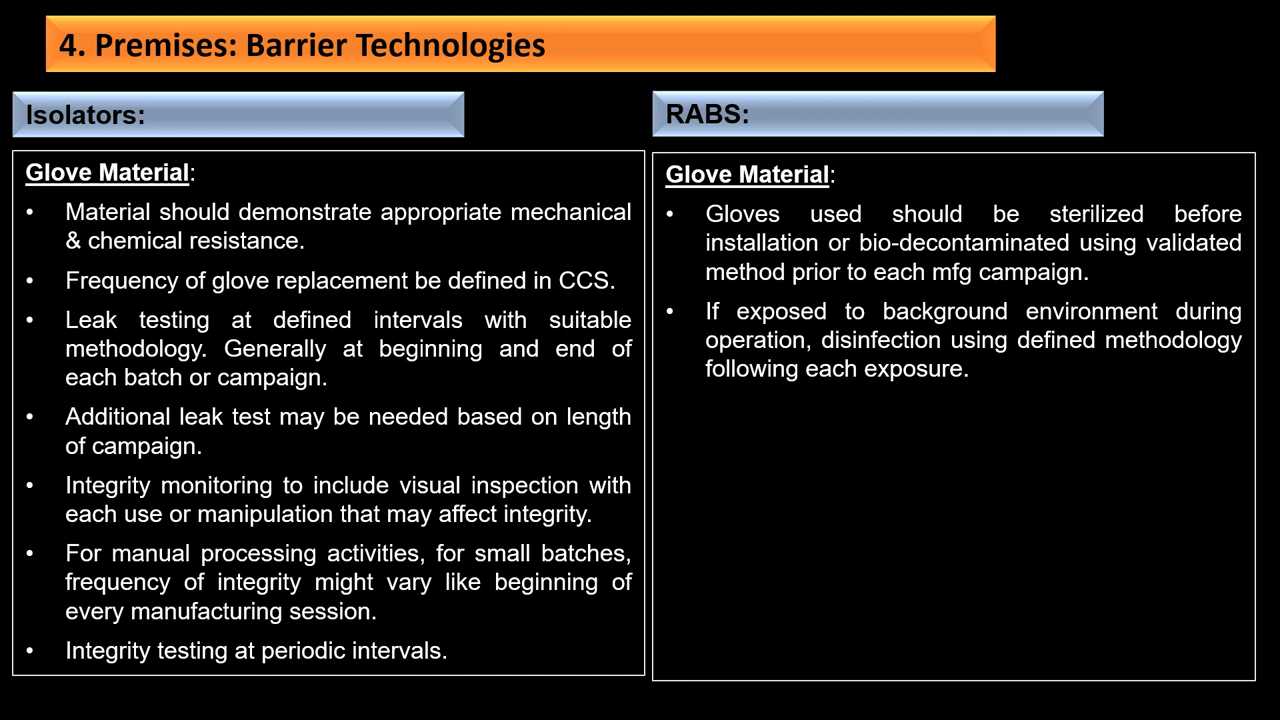 4. Premises: Barrier Technologies
Isolators:
Glove Material:
• Material should demonstrate appropriate mechanical
& chemical resistance.
• Frequency of glove replacement be defined in CCS.
• Leak testing at defined intervals with suitable
methodology. Generally at beginning and end of
each batch or campaign.
• Additional leak test may be needed based on length
of campaign.
• Integrity monitoring to include visual inspection with
each use or manipulation that may affect integrity.
• For manual processing activities, for small batches,
frequency of integrity might vary like beginning of
every manufacturing session.
• Integrity testing at periodic intervals.
RABS:
Glove Material:
• Gloves used should be sterilized before
installation or bio-decontaminated using validated
method prior to each mfg campaign.
• If exposed to background environment during
operation, disinfection using defined methodology
following each exposure.